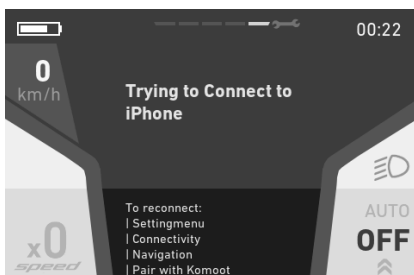 00:22
0
km/h
Trying to Connect to
iPhone
To reconnect:
| Settingmenu
| Connectivity
| Navigation
| Pair with Komoot
x0
speed
AUTO
OFF